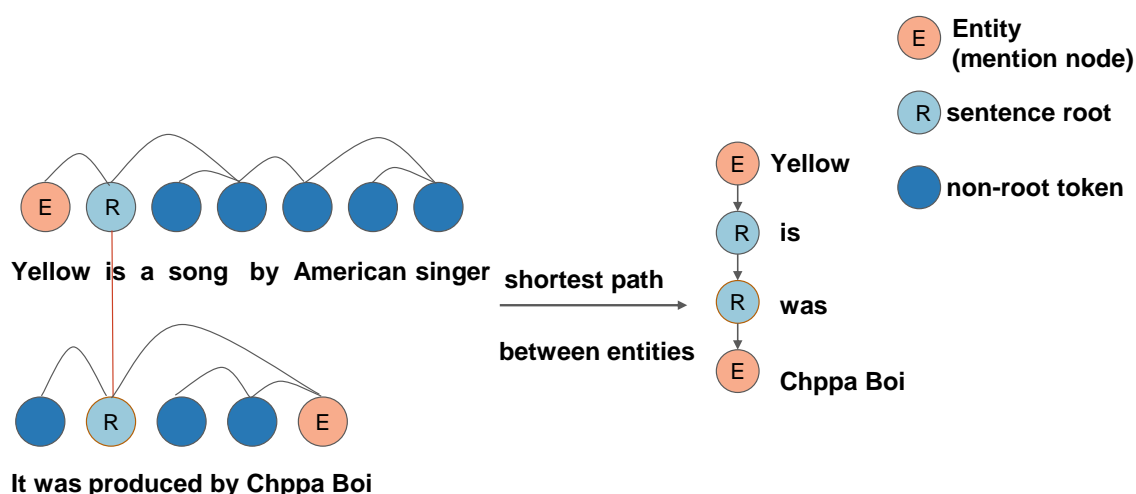 E Entity
(mention node)
R sentence root
non-root token
E R
Yellow is a song by American singer
R E
It was produced by Chppa Boi
shortest path
between entities
E Yellow
R is
R was
E Chppa Boi